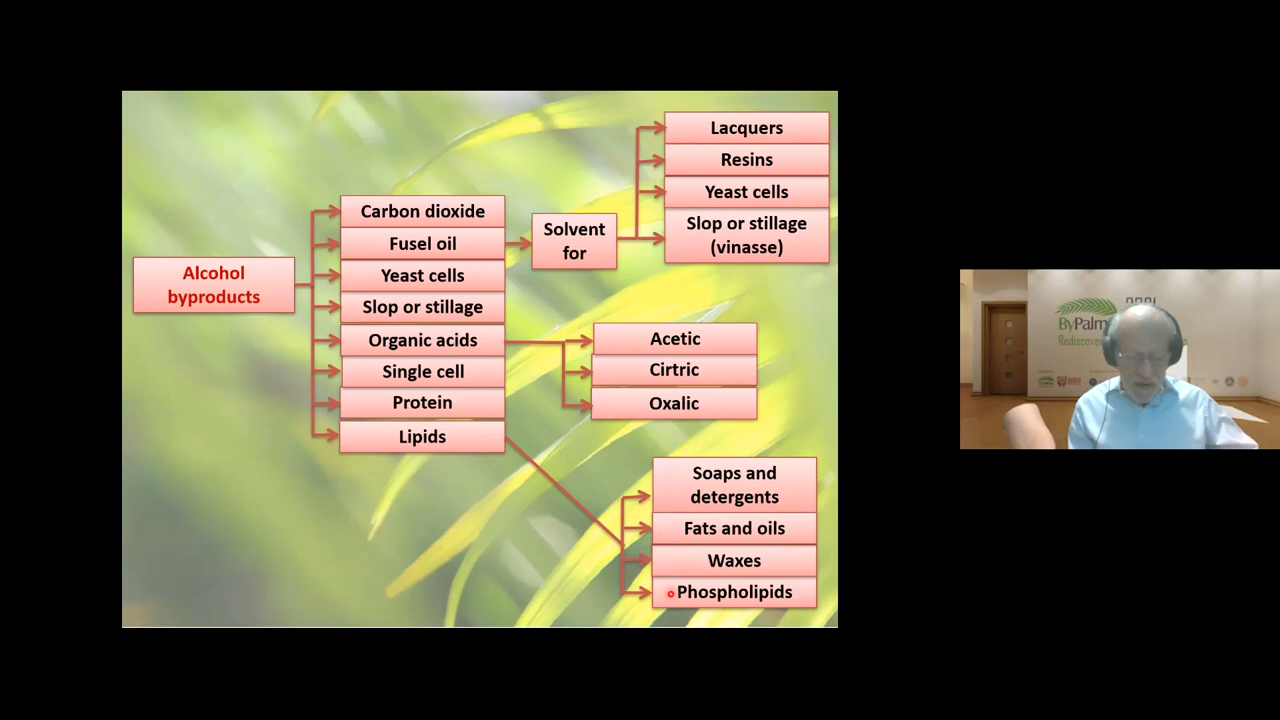 Alcohol
byproducts
Carbon dioxide
Fusel oil
Yeast cells
Slop or stillage
Organic acids
Single cell
Protein
Lipids
Solvent
for
Lacquers
Resins
Yeast cells
Slop or stillage
(vinasse)
Acetic
Cirtric
Oxalic
Soaps and
detergents
Fats and oils
Waxes
Phospholipids
ByPalm
Rediscove